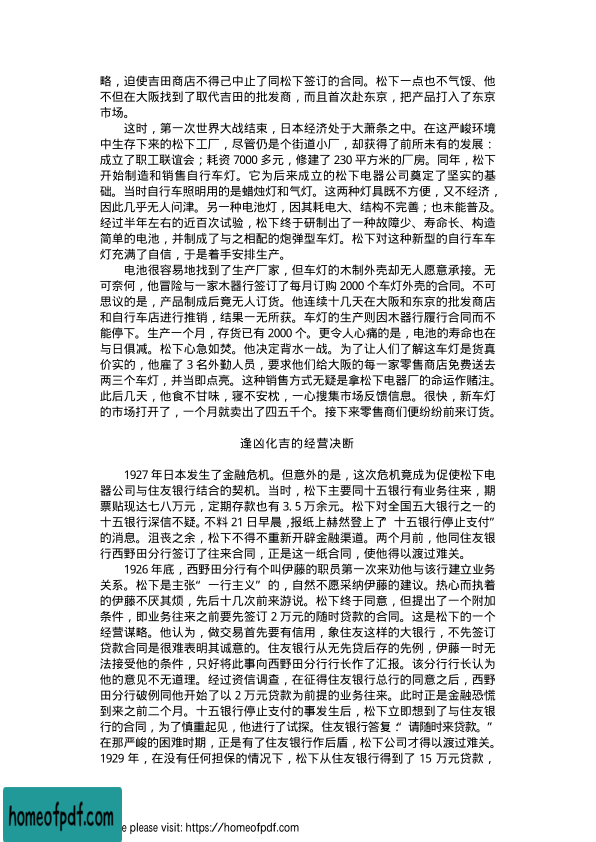 略，迫使吉田商店不得己中止了同松下签订的合同。松下一点也不气馁、他
不但在大阪找到了取代吉田的批发商，而且首次赴东京，把产品打入了东京
市场。
这时，第一次世界大战结束，日本经济处于大萧条之中。在这严峻环境
中生存下来的松下工厂，尽管仍是个街道小厂，却获得了前所未有的发展：
成立了职工联谊会；耗资 7000 多元，修建了 230 平方米的厂房。同年，松下
开始制造和销售自行车灯。它为后来成立的松下电器公司奠定了坚实的基
础。当时自行车照明用的是蜡烛灯和气灯。这两种灯具既不方便，又不经济，
因此几乎无人问津。另一种电池灯，因其耗电大、结构不完善；也未能普及。
经过半年左右的近百次试验，松下终于研制出了一种故障少、寿命长、构造
简单的电池，并制成了与之相配的炮弹型车灯。松下对这种新型的自行车车
灯充满了自信，于是着手安排生产。
电池很容易地找到了生产厂家，但车灯的木制外壳却无人愿意承接。无
可奈何，他冒险与一家木器行签订了每月订购 2000 个车灯外壳的合同。不可
思议的是，产品制成后竟无人订货。他连续十几天在大阪和东京的批发商店
和自行车店进行推销，结果一无所获。车灯的生产则因木器行履行合同而不
能停下。生产一个月，存货已有 2000 个。更令人心痛的是，电池的寿命也在
与日俱减。松下心急如焚。他决定背水一战。为了让人们了解这车灯是货真
价实的，他雇了 3 名外勤人员，要求他们给大阪的每一家零售商店免费送去
两三个车灯，并当即点亮。这种销售方式无疑是拿松下电器厂的命运作赌注。
此后几天，他食不甘味，寝不安枕，一心搜集市场反馈信息。很快，新车灯
的市场打开了，一个月就卖出了四五千个。接下来零售商们便纷纷前来订货。
逢凶化吉的经营决断
1927 年日本发生了金融危机。但意外的是，这次危机竟成为促使松下电
器公司与住友银行结合的契机。当时，松下主要同十五银行有业务往来，期
票贴现达七八万元，定期存款也有 3. 5 万余元。松下对全国五大银行之一的
十五银行深信不疑。不料 21 日早晨，报纸上赫然登上了“十五银行停止支付”
的消息。沮丧之余，松下不得不重新开辟金融渠道。两个月前，他同住友银
行西野田分行签订了往来合同，正是这一纸合同，使他得以渡过难关。
1926 年底，西野田分行有个叫伊藤的职员第一次来劝他与该行建立业务
关系。松下是主张“一行主义”的，自然不愿采纳伊藤的建议。热心而执着
的伊藤不厌其烦，先后十几次前来游说。松下终于同意，但提出了一个附加
条件，即业务往来之前要先签订 2 万元的随时贷款的合同。这是松下的一个
经营谋略。他认为，做交易首先要有信用，象住友这样的大银行，不先签订
贷款合同是很难表明其诚意的。住友银行从无先贷后存的先例，伊藤一时无
法接受他的条件，只好将此事向西野田分行行长作了汇报。该分行行长认为
他的意见不无道理。经过资信调查，在征得住友银行总行的同意之后，西野
田分行破例同他开始了以 2 万元贷款为前提的业务往来。此时正是金融恐慌
到来之前二个月。十五银行停止支付的事发生后，松下立即想到了与住友银
行的合同，为了慎重起见，他进行了试探。住友银行答复：“请随时来贷款。”
在那严峻的困难时期，正是有了住友银行作后盾，松下公司才得以渡过难关。
1929 年，在没有任何担保的情况下，松下从住友银行得到了 15 万元贷款，
homeofpdf.com
e please visit: https://homeofpdf.com